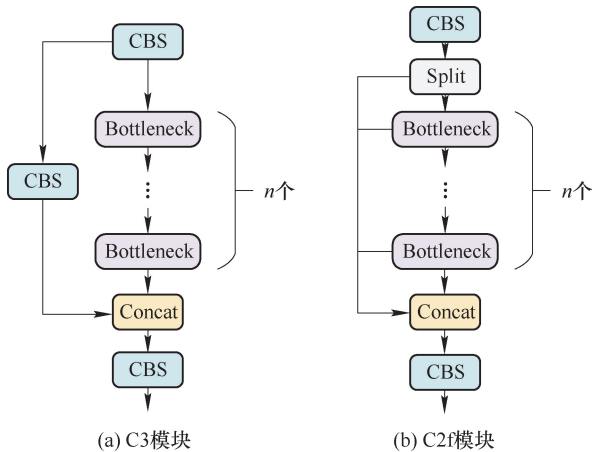 CBS
Bottleneck
CBS
⋮
n个
Bottleneck
Concat
CBS
(a) C3模块
CBS
Split
Bottleneck
⋮
n个
Bottleneck
Concat
CBS
(b) C2f模块